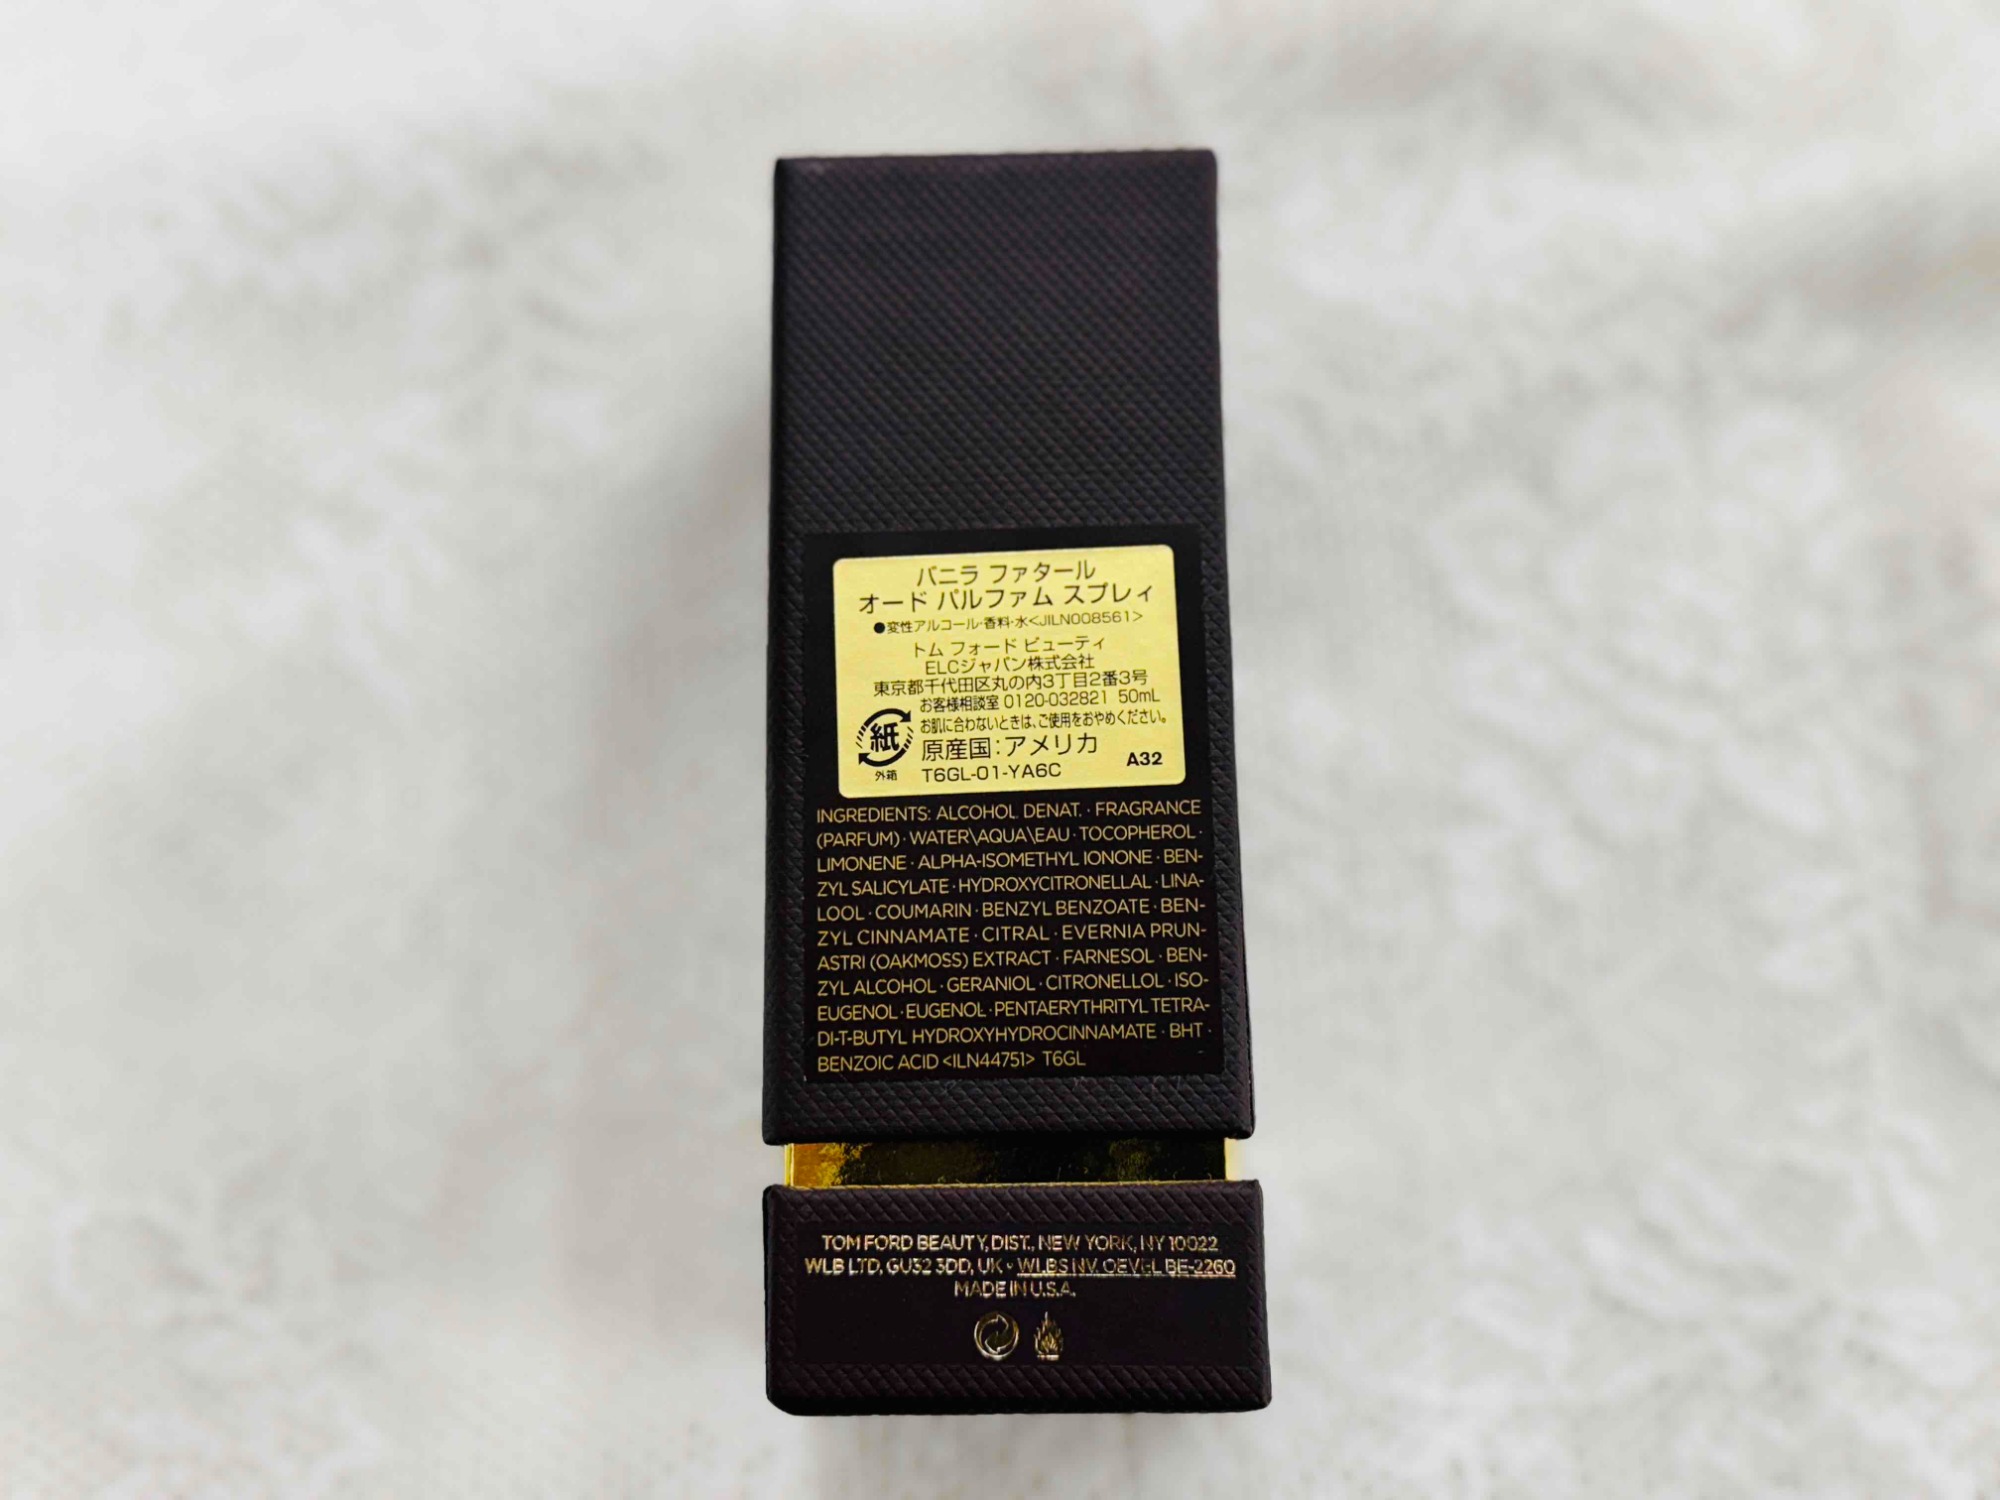 バニラ ファタール
オード パルファム スプレィ
●変性アルコール・香料・水<JILN008561>
トム フォード ビューティ
ELCジャパン株式会社
東京都千代田区丸の内3丁目2番3号
お客様相談室 0120-032821 50mL
お肌に合わないときは、ご使用をおやめください。
紙
外箱
原産国：アメリカ
T6GL-01-YA6C
A32
INGREDIENTS: ALCOHOL DENAT. · FRAGRANCE
(PARFUM) · WATER\AQUA\EAU · TOCOPHEROL ·
LIMONENE · ALPHA-ISOMETHYL IONONE · BEN-
ZYL SALICYLATE · HYDROXYCITRONELLAL · LINA-
LOOL · COUMARIN · BENZYL BENZOATE · BEN-
ZYL CINNAMATE · CITRAL · EVERNIA PRUN-
ASTRI (OAKMOSS) EXTRACT · FARNESOL · BEN-
ZYL ALCOHOL · GERANIOL · CITRONELLOL · ISO-
EUGENOL · EUGENOL · PENTAERYTHRITYL TETRA-
DI-T-BUTYL HYDROXYHYDROCINNAMATE · BHT ·
BENZOIC ACID <ILN44751> T6GL
TOM FORD BEAUTY, DIST., NEW YORK, NY 10022
WLB LTD, GU32 3DD, UK • WLBS NV. OEVEL BE-2260
MADE IN U.S.A.